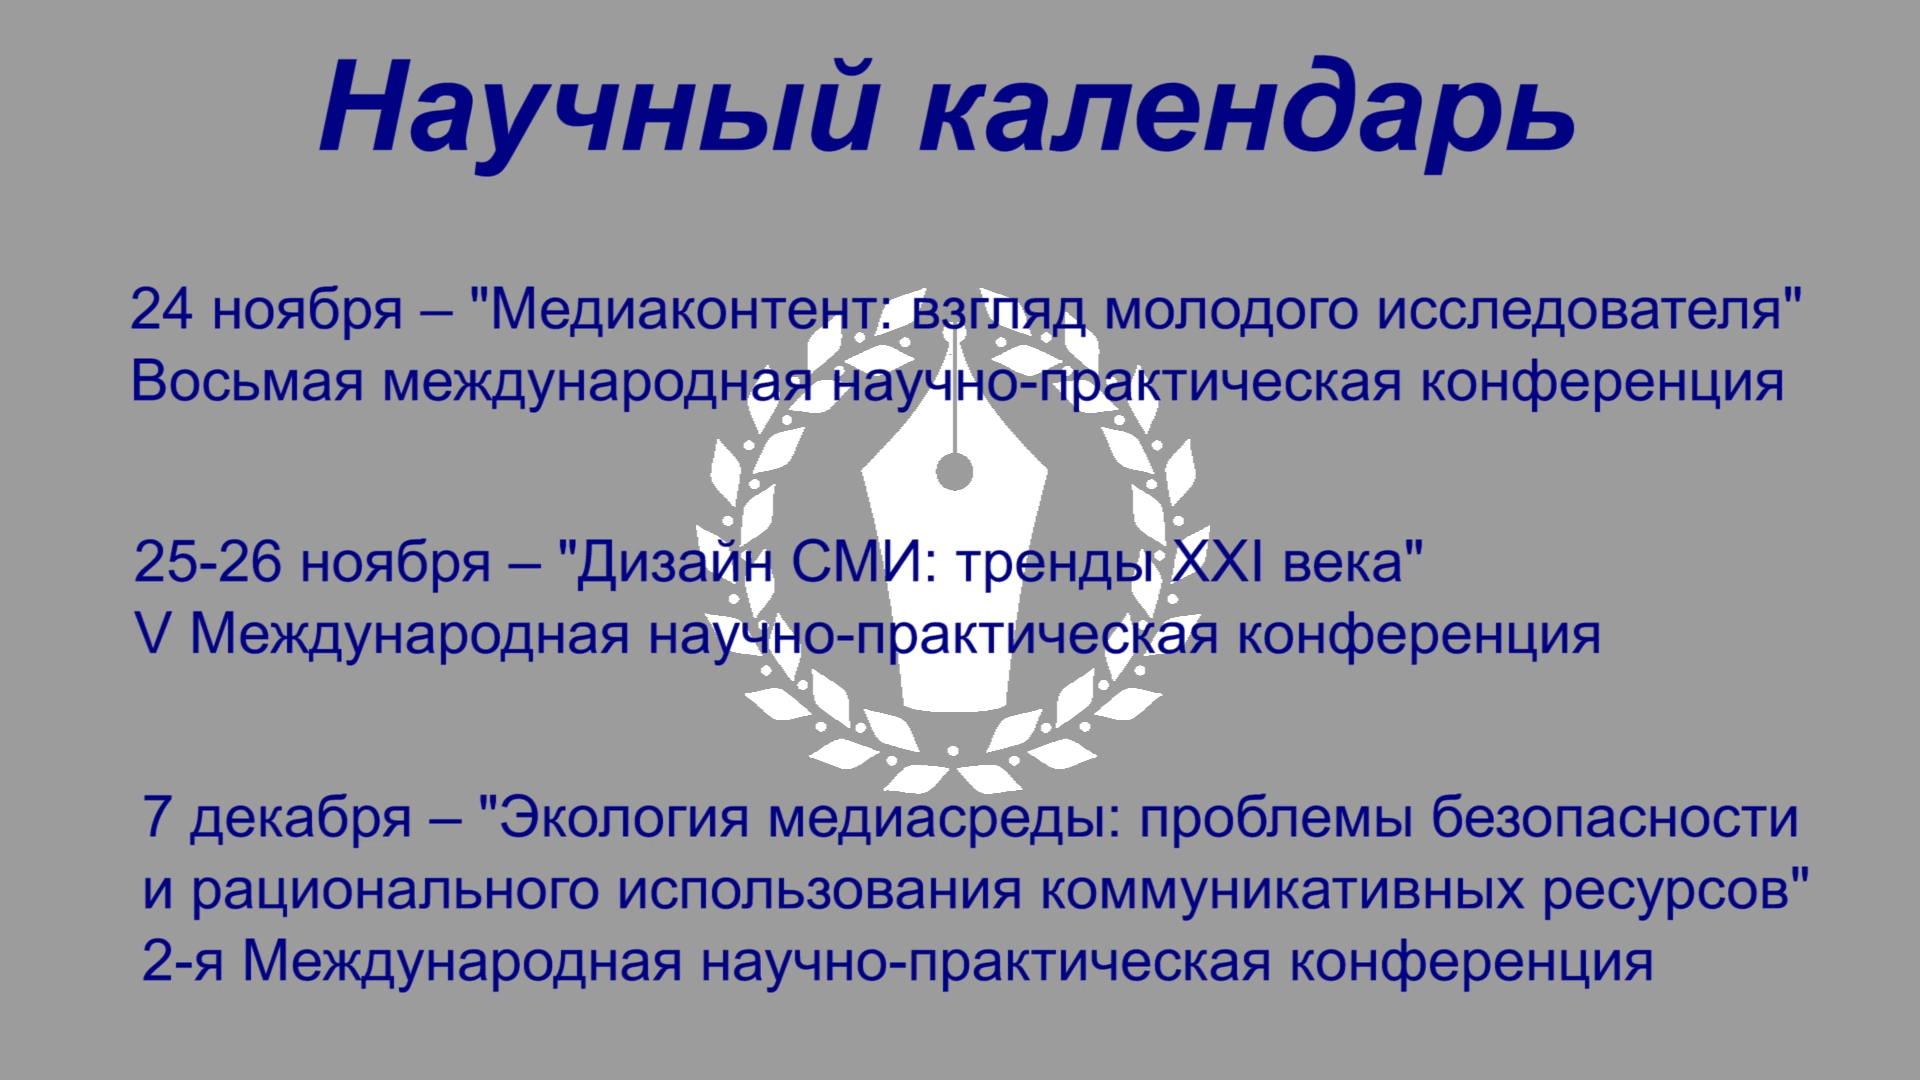 Научный календарь
24 ноября – "Медиаконтент: взгляд молодого исследователя"
Восьмая международная научно-практическая конференция
25-26 ноября – "Дизайн СМИ: тренды XXI века"
V Международная научно-практическая конференция
7 декабря – "Экология медиасреды: проблемы безопасности
и рационального использования коммуникативных ресурсов"
2-я Международная научно-практическая конференция